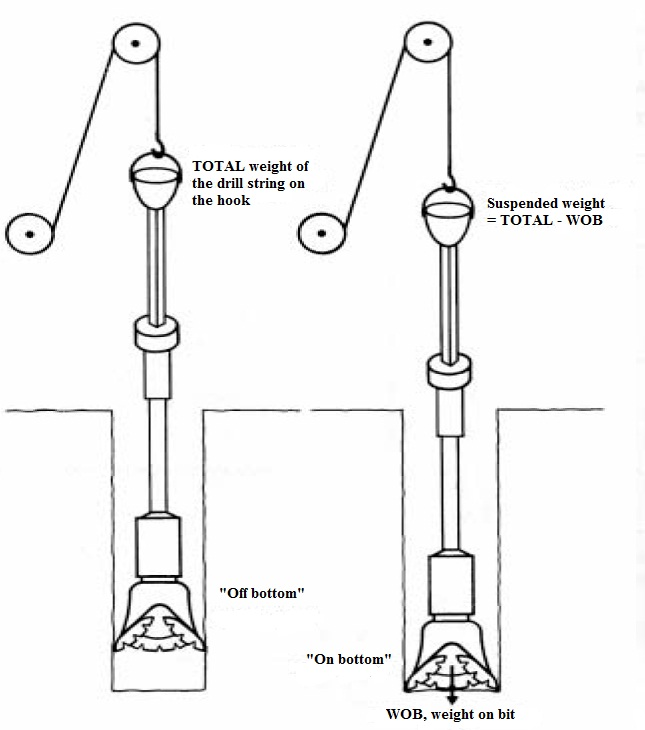 TOTAL weight of
the drill string on
the hook
Suspended weight
= TOTAL - WOB
"Off bottom"
"On bottom"
WOB, weight on bit